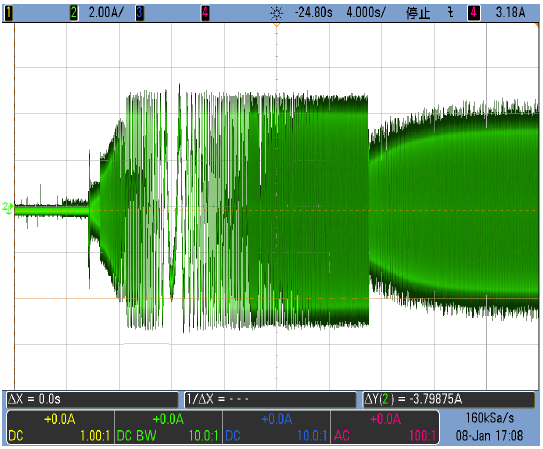 1 2 2.00A/ 3 4 -24.80s 4.000s/ 停止 4 3.18A
2
ΔX = 0.0s 1/ΔX = - - - ΔY(2) = -3.79875A
+0.0A +0.0A +0.0A +0.0A 160kSa/s
DC 1.00:1 DC BW 10.0:1 DC 10.0:1 AC 100:1 08-Jan 17:08